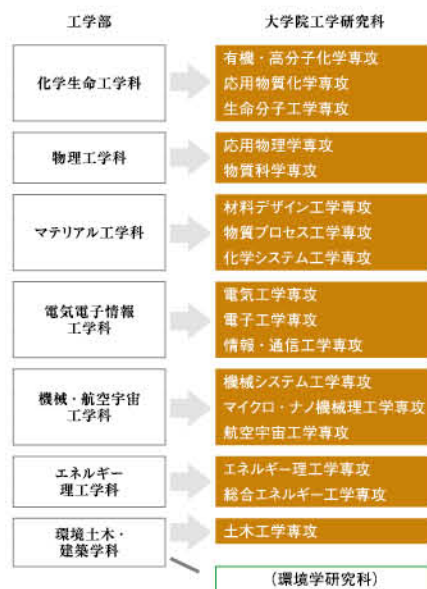 工学部
大学院工学研究科
化学生命工学科
有機・高分子化学専攻
応用物質化学専攻
生命分子工学専攻
物理工学科
応用物理学専攻
物質科学専攻
マテリアル工学科
材料デザイン工学専攻
物質プロセス工学専攻
化学システム工学専攻
電気電子情報
工学科
電気工学専攻
電子工学専攻
情報・通信工学専攻
機械・航空宇宙
工学科
機械システム工学専攻
マイクロ・ナノ機械理工学専攻
航空宇宙工学専攻
エネルギー
理工学科
エネルギー理工学専攻
総合エネルギー工学専攻
環境土木・
建築学科
土木工学専攻
(環境学研究科)